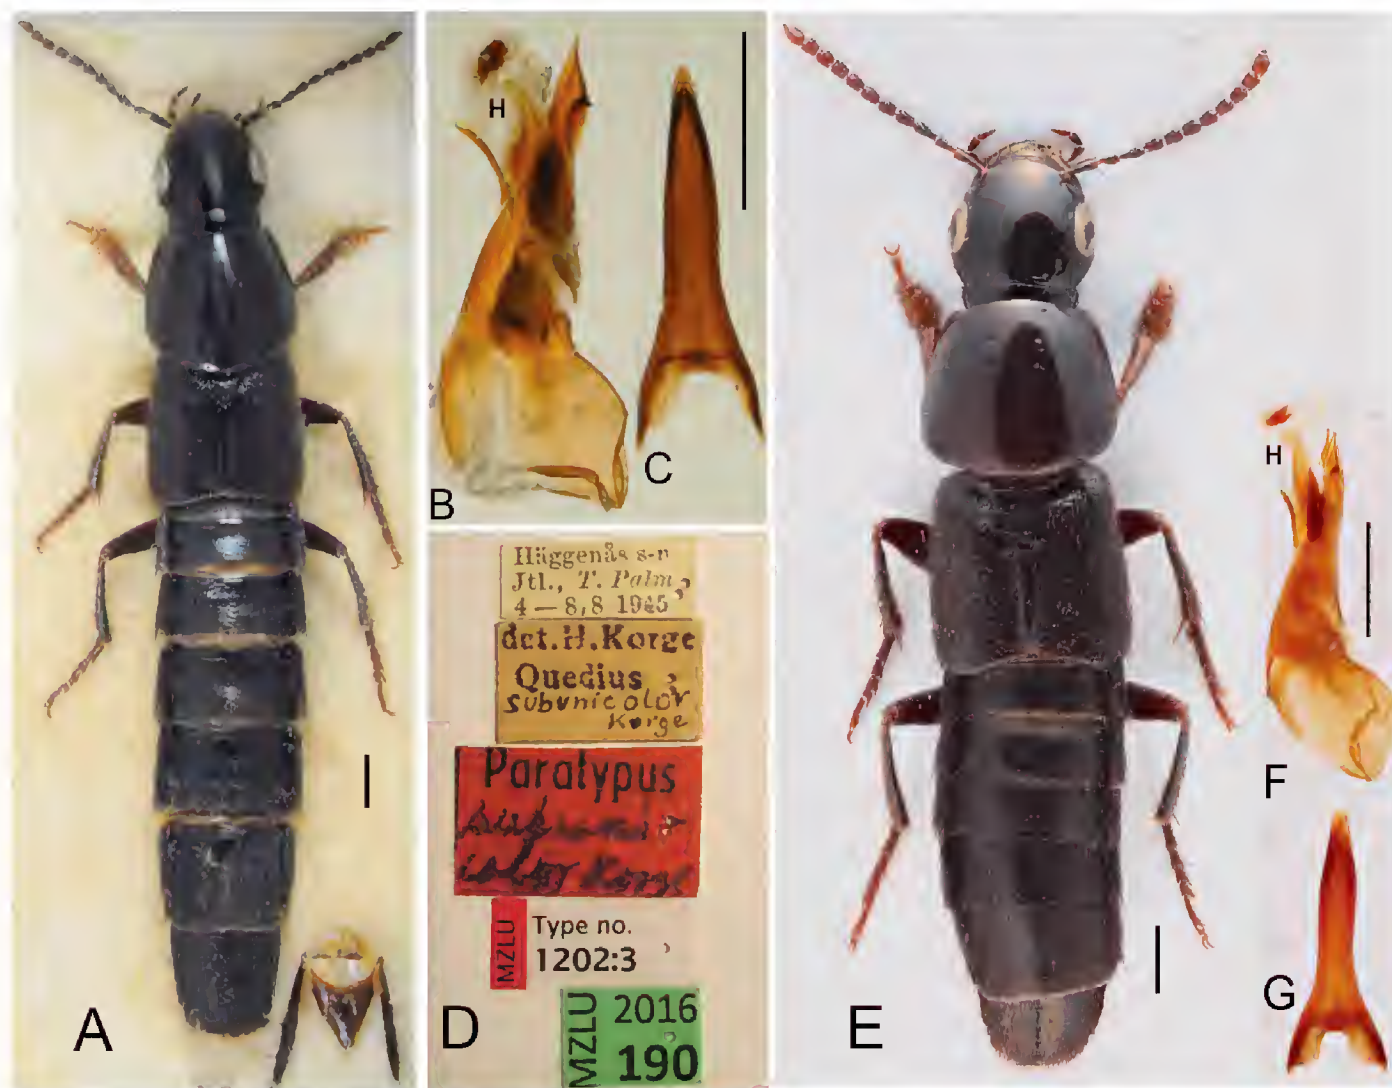 A
H
B
C
Häggenås s-n
Jtl., T. Palm,
4 — 8,8 1945
det. H. Korge
Quedius
subunicolor
Korge
Paratypus
Korge
MZLU
Type no.
1202:3
MZLU
2016
190
D
E
H
F
G